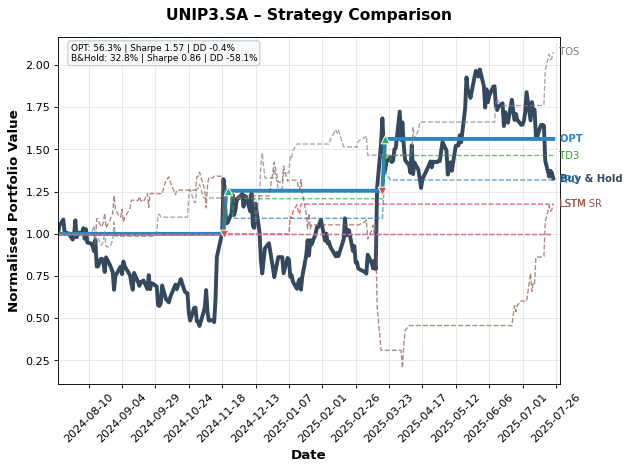 UNIP3.SA – Strategy Comparison
OPT: 56.3% | Sharpe 1.57 | DD -0.4%
B&Hold: 32.8% | Sharpe 0.86 | DD -58.1%
Normalised Portfolio Value
2.00
1.75
1.50
1.25
1.00
0.75
0.50
0.25
TOS
OPT
TD3
Buy & Hold
LSTM
SR
2024-08-10
2024-09-04
2024-09-29
2024-10-24
2024-11-18
2024-12-13
2025-01-07
2025-02-01
2025-02-26
2025-03-23
2025-04-17
2025-05-12
2025-06-06
2025-07-01
2025-07-26
Date